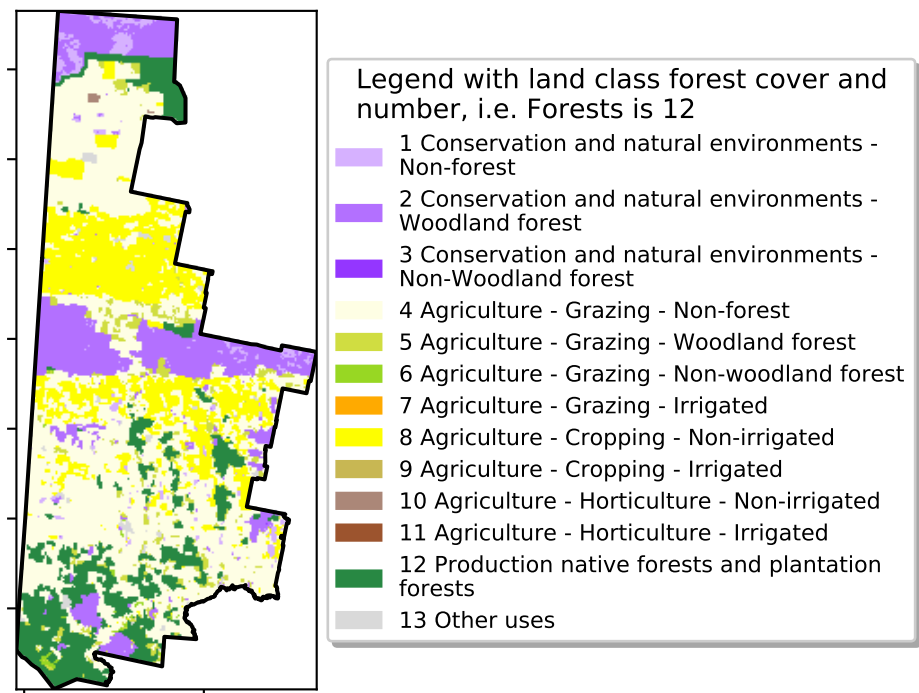 Legend with land class forest cover and
number, i.e. Forests is 12
1 Conservation and natural environments -
Non-forest
2 Conservation and natural environments -
Woodland forest
3 Conservation and natural environments -
Non-Woodland forest
4 Agriculture - Grazing - Non-forest
5 Agriculture - Grazing - Woodland forest
6 Agriculture - Grazing - Non-woodland forest
7 Agriculture - Grazing - Irrigated
8 Agriculture - Cropping - Non-irrigated
9 Agriculture - Cropping - Irrigated
10 Agriculture - Horticulture - Non-irrigated
11 Agriculture - Horticulture - Irrigated
12 Production native forests and plantation
forests
13 Other uses